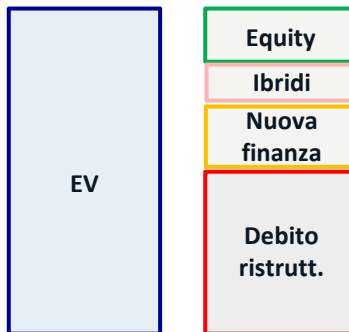 EV
Equity
Ibridi
Nuova
finanza
Debito
ristrutt.